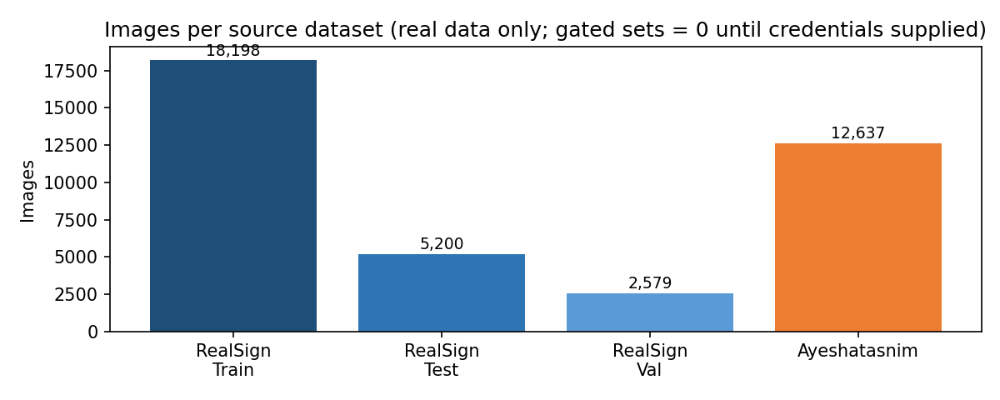 Images per source dataset (real data only; gated sets = 0 until credentials supplied)
18,198
17500
15000
12,637
12500
10000
Images
7500
5,200
5000
2,579
2500
0
RealSign
Train
RealSign
Test
RealSign
Val
Ayeshatasnim